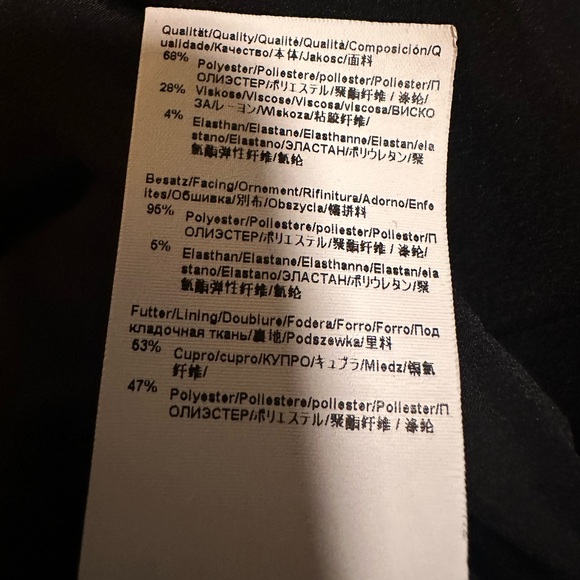 Qualität/Quality/Qualité/Qualità/Composición/Q
ualidade/Качество/本体/Jakosc/面料
68% Polyester/Poliestere/poliester/Poliester/П
ОЛИЭСТЕР/ポリエステル/聚酯纤维 / 涤纶/
28% Viskose/Viscose/Viscosa/viscosa/ВИСКО
ЗА/レーヨン/Wiskoza/粘胶纤维/
4% Elasthan/Elastane/Elasthanne/Elastan/ela
stano/Elastano/ЭЛАСТАН/ポリウレタン/聚
氨酯弹性纤维/氨纶
Besatz/Facing/Ornement/Rifinitura/Adorno/Enfe
ites/Обшивка/別布/Obszycia/镶拼料
95% Polyester/Poliestere/poliester/Poliester/П
ОЛИЭСТЕР/ポリエステル/聚酯纤维 / 涤纶/
5% Elasthan/Elastane/Elasthanne/Elastan/ela
stano/Elastano/ЭЛАСТАН/ポリウレタン/聚
氨酯弹性纤维/氨纶
Futter/Lining/Doublure/Fodera/Forro/Forro/Под
кладочная ткань/裏地/Podszewka/里料
53% Cupro/cupro/КУПРО/キュプラ/Miedz/铜氨
纤维/
47% Polyester/Poliestere/poliester/Poliester/П
ОЛИЭСТЕР/ポリエステル/聚酯纤维 / 涤纶